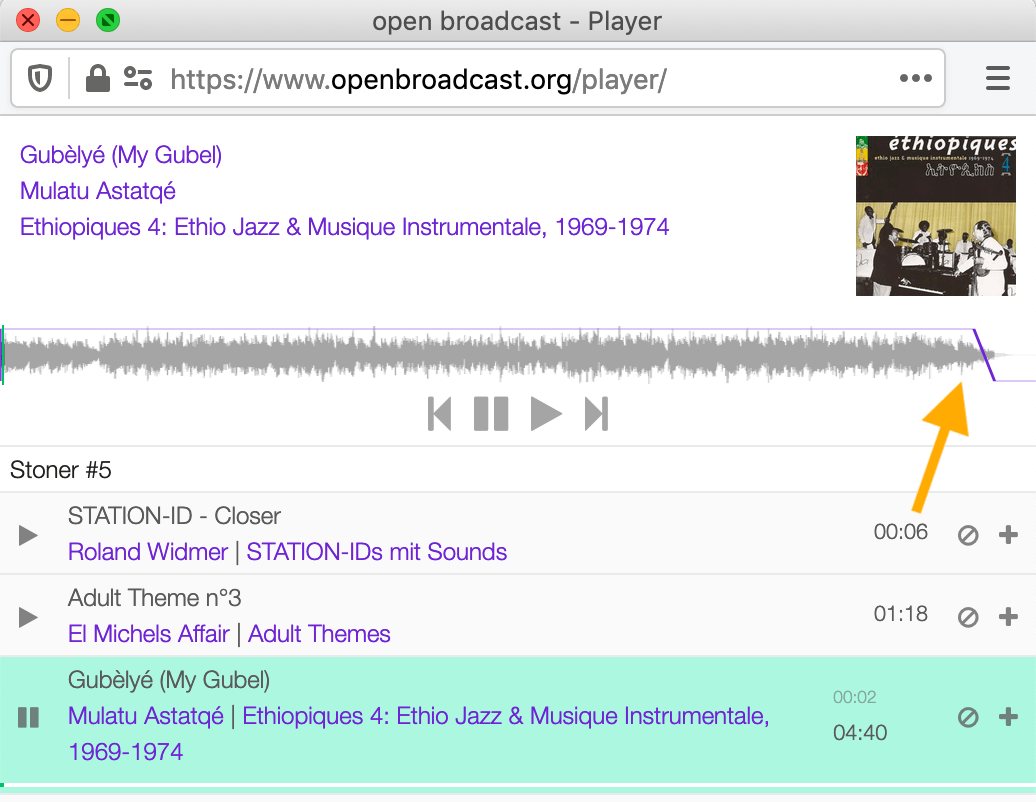 open broadcast - Player
https://www.openbroadcast.org/player/
Gubèlyé (My Gubel)
Mulatu Astatqé
Ethiopiques 4: Ethio Jazz & Musique Instrumentale, 1969-1974
éthiopiques
ethio jazz & musique instrumentale 1969-1974
ኢትዮጲክስ
4
Stoner #5
STATION-ID - Closer
00:06
Roland Widmer | STATION-IDs mit Sounds
Adult Theme n°3
01:18
El Michels Affair | Adult Themes
Gubèlyé (My Gubel)
00:02
Mulatu Astatqé | Ethiopiques 4: Ethio Jazz & Musique Instrumentale,
04:40
1969-1974